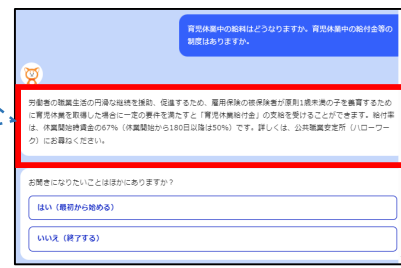 育児休業中の給料はどうなりますか。育児休業中の給付金等の
制度はありますか。
労働者の職業生活の円滑な継続を援助、促進するため、雇用保険の被保険者が原則1歳未満の子を養育するため
に育児休業を取得した場合に一定の要件を満たすと「育児休業給付金」の支給を受けることができます。給付率
は、休業開始時賃金の67%（休業開始から180日以降は50%）です。詳しくは、公共職業安定所（ハローワー
ク）にお尋ねください。
お聞きになりたいことはほかにありますか？
はい（最初から始める）
いいえ（終了する）